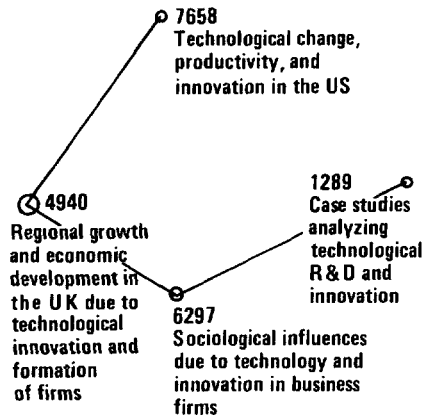 7658
Technological change,
productivity, and
innovation in the US
4940
Regional growth
and economic
development in
the UK due to
technological
innovation and
formation
of firms
1289
Case studies
analyzing
technological
R & D and
innovation
6297
Sociological influences
due to technology and
innovation in business
firms